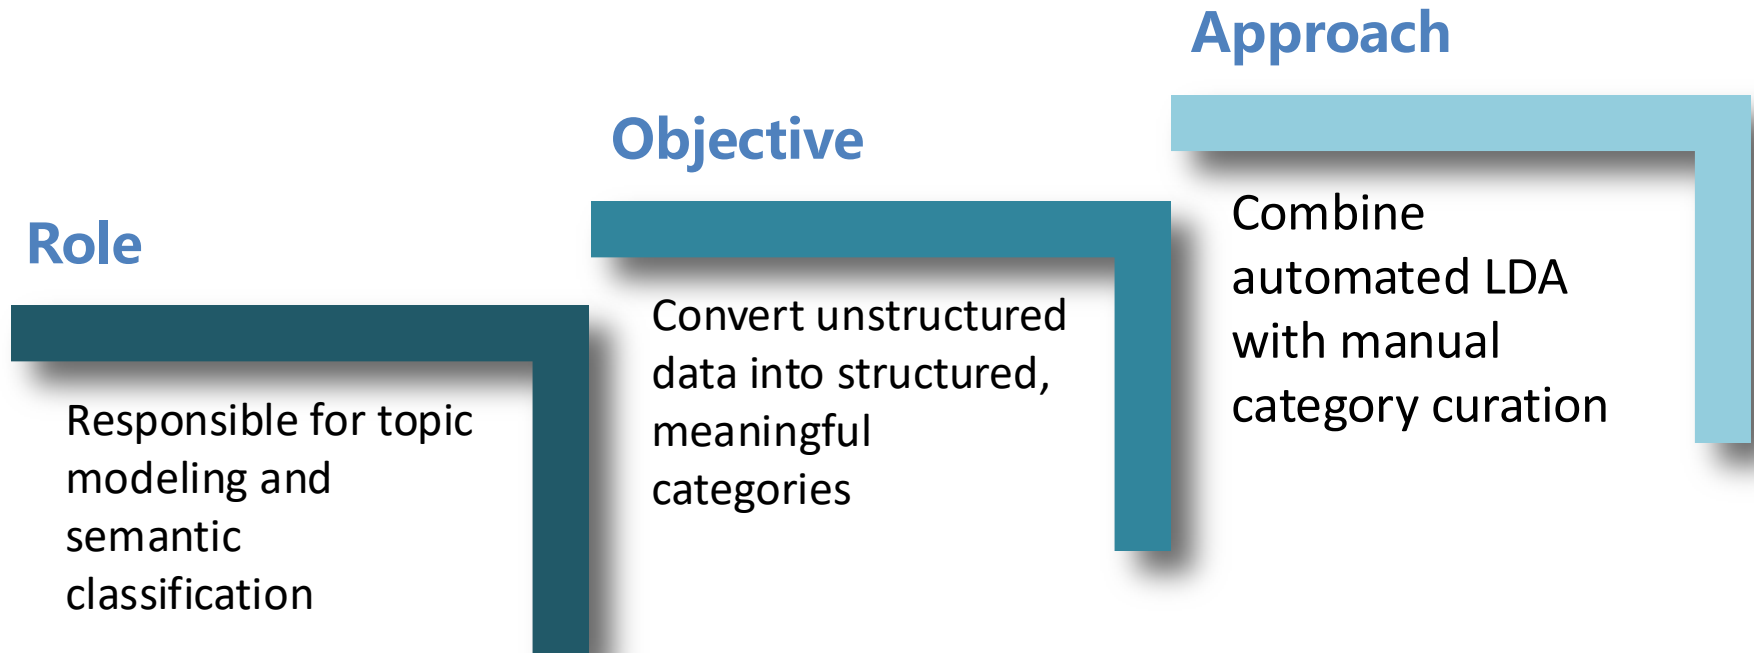 Role
Responsible for topic
modeling and
semantic
classification
Objective
Convert unstructured
data into structured,
meaningful
categories
Approach
Combine
automated LDA
with manual
category curation